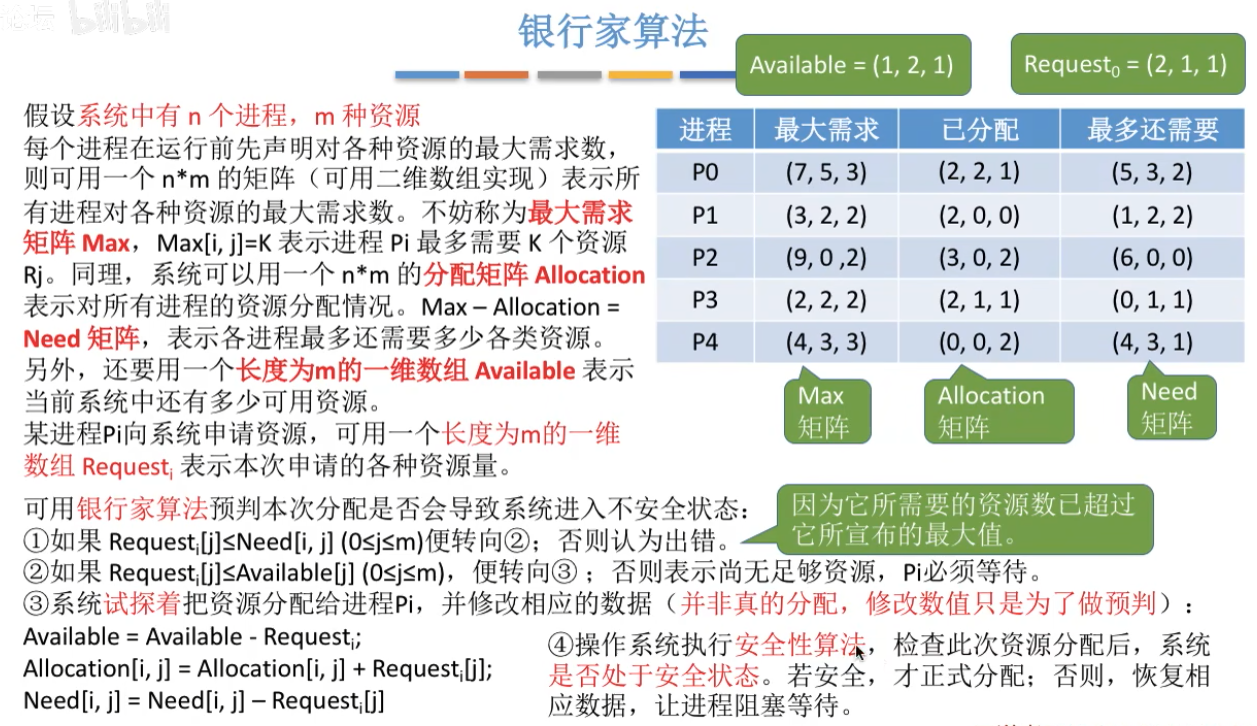 bilibili
银行家算法
Available = (1, 2, 1)
Request0 = (2, 1, 1)
假设系统中有 n 个进程，m 种资源
每个进程在运行前先声明对各种资源的最大需求数，
则可用一个 n*m 的矩阵（可用二维数组实现）表示所
有进程对各种资源的最大需求数。不妨称为最大需求
矩阵 Max，Max[i, j]=K 表示进程 Pi 最多需要 K 个资源
Rj。同理，系统可以用一个 n*m 的分配矩阵 Allocation
表示对所有进程的资源分配情况。Max – Allocation =
Need 矩阵，表示各进程最多还需要多少各类资源。
另外，还要用一个长度为m的一维数组 Available 表示
当前系统中还有多少可用资源。
某进程Pi向系统申请资源，可用一个长度为m的一维
数组 Requesti 表示本次申请的各种资源量。
进程 最大需求 已分配 最多还需要
P0 (7, 5, 3) (2, 2, 1) (5, 3, 2)
P1 (3, 2, 2) (2, 0, 0) (1, 2, 2)
P2 (9, 0 ,2) (3, 0, 2) (6, 0, 0)
P3 (2, 2, 2) (2, 1, 1) (0, 1, 1)
P4 (4, 3, 3) (0, 0, 2) (4, 3, 1)
Max
矩阵
Allocation
矩阵
Need
矩阵
可用银行家算法预判本次分配是否会导致系统进入不安全状态：
①如果 Requesti[j]≤Need[i, j] (0≤j≤m)便转向②；否则认为出错。
因为它所需要的资源数已超过
它所宣布的最大值。
②如果 Requesti[j]≤Available[j] (0≤j≤m)，便转向③ ；否则表示尚无足够资源，Pi必须等待。
③系统试探着把资源分配给进程Pi，并修改相应的数据（并非真的分配，修改数值只是为了做预判）：
Available = Available - Requesti;
Allocation[i, j] = Allocation[i, j] + Requesti[j];
Need[i, j] = Need[i, j] – Requesti[j]
④操作系统执行安全性算法，检查此次资源分配后，系统
是否处于安全状态。若安全，才正式分配；否则，恢复相
应数据，让进程阻塞等待。